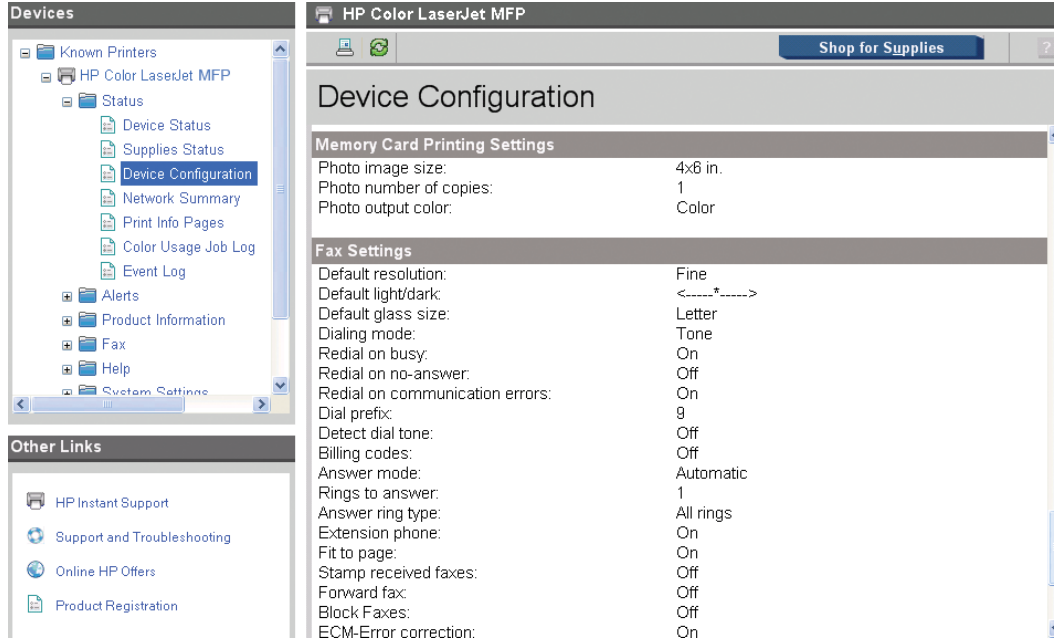 Devices
Known Printers
HP Color LaserJet MFP
Status
Device Status
Supplies Status
Device Configuration
Network Summary
Print Info Pages
Color Usage Job Log
Event Log
Alerts
Product Information
Fax
Help
System Settings
Other Links
HP Instant Support
Support and Troubleshooting
Online HP Offers
Product Registration
HP Color LaserJet MFP
Shop for Supplies ?
Device Configuration
Memory Card Printing Settings
Photo image size: 4x6 in.
Photo number of copies: 1
Photo output color: Color
Fax Settings
Default resolution: Fine
Default light/dark: <-----*----->
Default glass size: Letter
Dialing mode: Tone
Redial on busy: On
Redial on no-answer: Off
Redial on communication errors: On
Dial prefix: 9
Detect dial tone: Off
Billing codes: Off
Answer mode: Automatic
Rings to answer: 1
Answer ring type: All rings
Extension phone: On
Fit to page: On
Stamp received faxes: Off
Forward fax: Off
Block Faxes: Off
ECM-Error correction: On